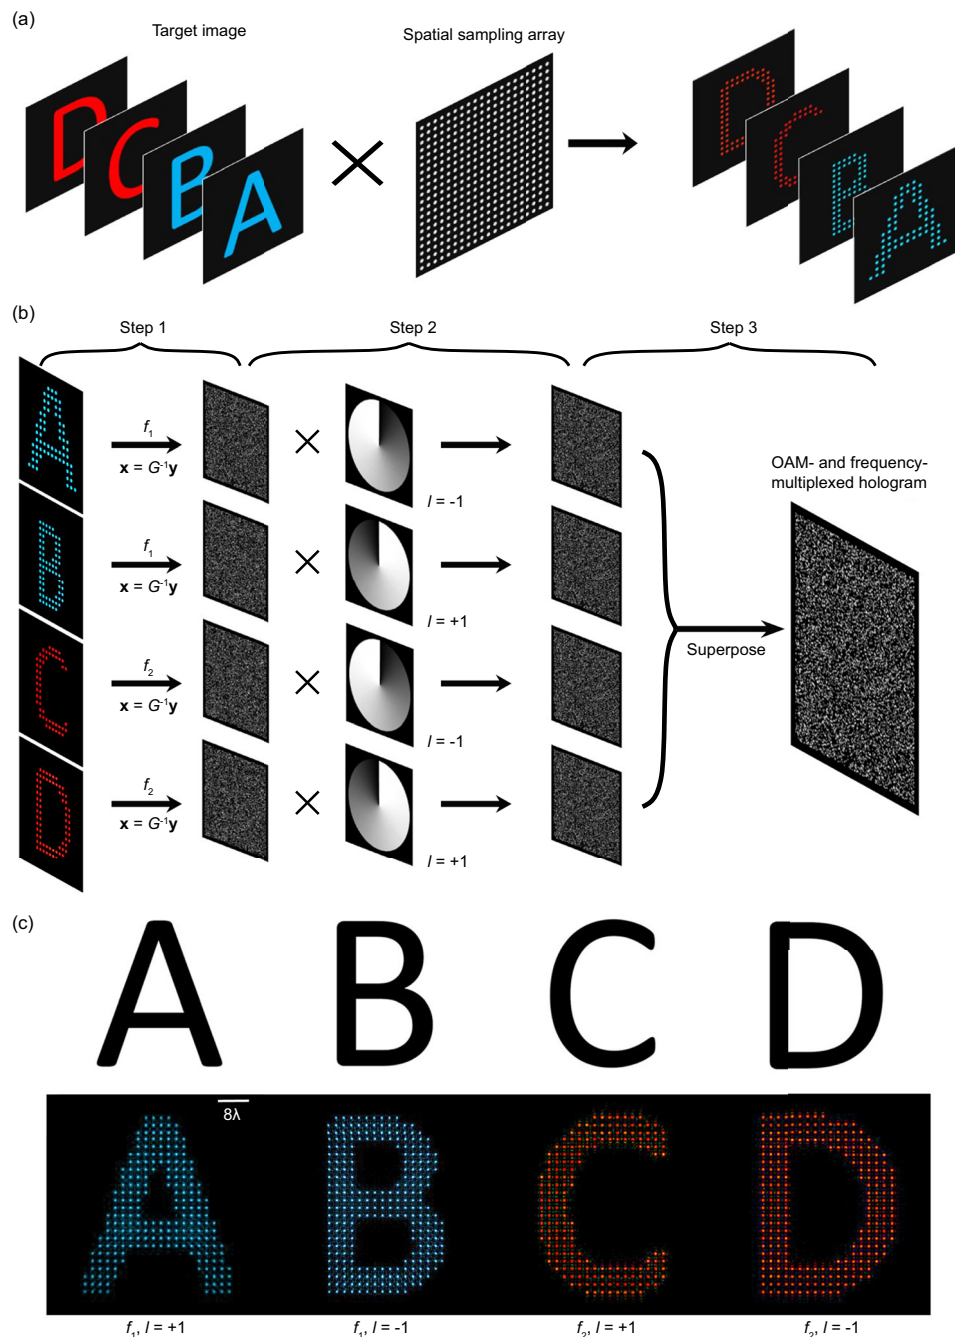 (a)
Target image
Spatial sampling array
D
C
B
A
D
C
B
A
(b)
Step 1
Step 2
Step 3
A
f₁
x = G⁻¹y
l = -1
B
f₁
x = G⁻¹y
l = +1
C
f₂
x = G⁻¹y
l = -1
D
f₂
x = G⁻¹y
l = +1
Superpose
OAM- and frequency-
multiplexed hologram
(c)
A B C D
8λ
A B C D
f₁, l = +1
f₁, l = -1
f₂, l = +1
f₂, l = -1